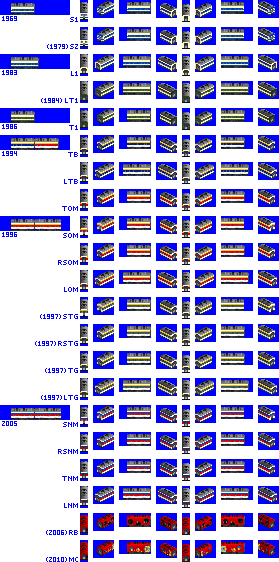 1969 S1
(1979) S2
1983 L1
(1984) LT1
1986 T1
1994 TB
LTB
TOM
1996 SOM
RSOM
LOM
(1997) STG
(1997) RSTG
(1997) TG
(1997) LTG
2005 SNM
RSNM
TNM
LNM
(2006) RB
(2010) MC